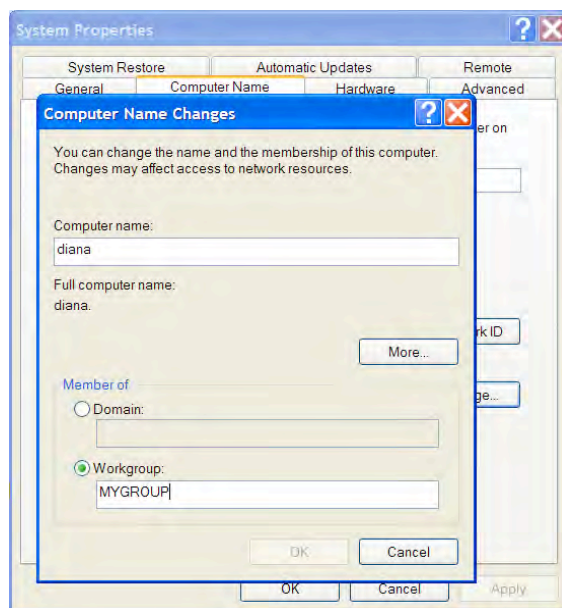 System Properties
System Restore Automatic Updates Remote
General Computer Name Hardware Advanced
Computer Name Changes
er on
You can change the name and the membership of this computer.
Changes may affect access to network resources.
Computer name:
diana
Full computer name:
diana.
rk ID
More...
ge...
Member of
Domain:
Workgroup:
MYGROUP
OK Cancel
OK Cancel Apply